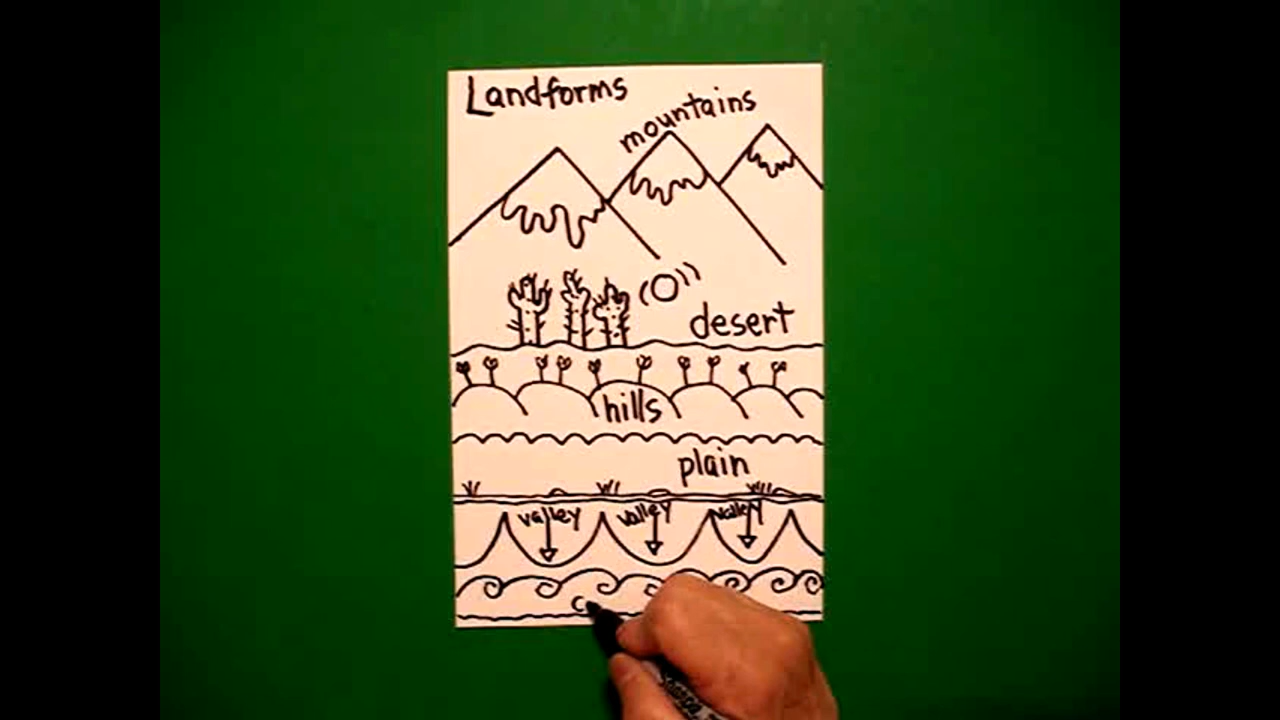 Landforms
mountains
desert
hills
plain
valley valley valley
c